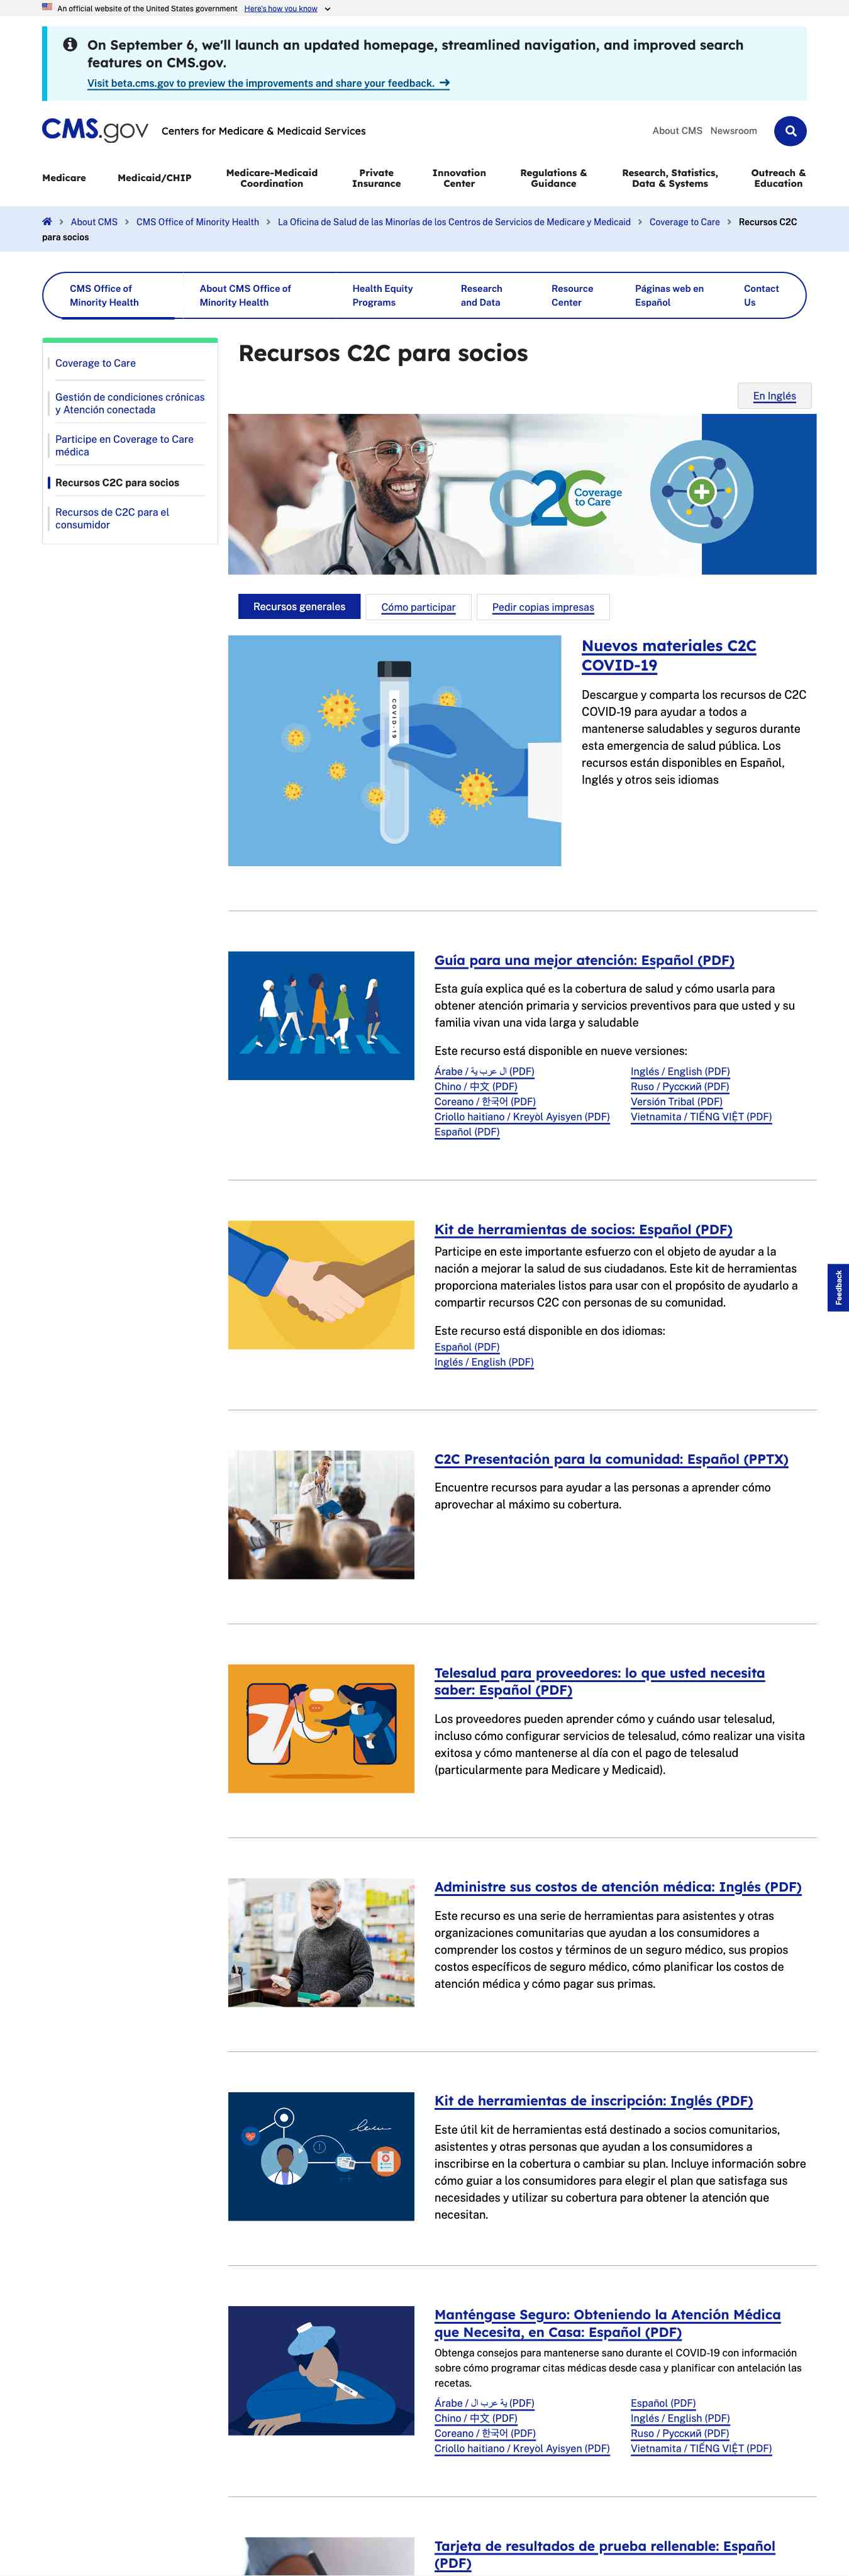 An official website of the United States government Here's how you know
On September 6, we'll launch an updated homepage, streamlined navigation, and improved search
features on CMS.gov.
Visit beta.cms.gov to preview the improvements and share your feedback.
CMS.gov Centers for Medicare & Medicaid Services
About CMS Newsroom
Medicare
Medicaid/CHIP
Medicare-Medicaid
Coordination
Private
Insurance
Innovation
Center
Regulations &
Guidance
Research, Statistics,
Data & Systems
Outreach &
Education
About CMS > CMS Office of Minority Health > La Oficina de Salud de las Minorías de los Centros de Servicios de Medicare y Medicaid > Coverage to Care > Recursos C2C
para socios
CMS Office of
Minority Health
About CMS Office of
Minority Health
Health Equity
Programs
Research
and Data
Resource
Center
Páginas web en
Español
Contact
Us
Coverage to Care
Gestión de condiciones crónicas
y Atención conectada
Participe en Coverage to Care
médica
Recursos C2C para socios
Recursos de C2C para el
consumidor
Recursos C2C para socios
En Inglés
C2C Coverage
to Care
Recursos generales
Cómo participar
Pedir copias impresas
COVID-19
Nuevos materiales C2C
COVID-19
Descargue y comparta los recursos de C2C
COVID-19 para ayudar a todos a
mantenerse saludables y seguros durante
esta emergencia de salud pública. Los
recursos están disponibles en Español,
Inglés y otros seis idiomas
Guía para una mejor atención: Español (PDF)
Esta guía explica qué es la cobertura de salud y cómo usarla para
obtener atención primaria y servicios preventivos para que usted y su
familia vivan una vida larga y saludable
Este recurso está disponible en nueve versiones:
Árabe / ال عرب ية (PDF)
Chino / 中文 (PDF)
Coreano / 한국어 (PDF)
Criollo haitiano / Kreyòl Ayisyen (PDF)
Español (PDF)
Inglés / English (PDF)
Ruso / Русский (PDF)
Versión Tribal (PDF)
Vietnamita / TIẾNG VIỆT (PDF)
Kit de herramientas de socios: Español (PDF)
Participe en este importante esfuerzo con el objeto de ayudar a la
nación a mejorar la salud de sus ciudadanos. Este kit de herramientas
proporciona materiales listos para usar con el propósito de ayudarlo a
compartir recursos C2C con personas de su comunidad.
Este recurso está disponible en dos idiomas:
Español (PDF)
Inglés / English (PDF)
Feedback
C2C Presentación para la comunidad: Español (PPTX)
Encuentre recursos para ayudar a las personas a aprender cómo
aprovechar al máximo su cobertura.
Telesalud para proveedores: lo que usted necesita
saber: Español (PDF)
Los proveedores pueden aprender cómo y cuándo usar telesalud,
incluso cómo configurar servicios de telesalud, cómo realizar una visita
exitosa y cómo mantenerse al día con el pago de telesalud
(particularmente para Medicare y Medicaid).
Administre sus costos de atención médica: Inglés (PDF)
Este recurso es una serie de herramientas para asistentes y otras
organizaciones comunitarias que ayudan a los consumidores a
comprender los costos y términos de un seguro médico, sus propios
costos específicos de seguro médico, cómo planificar los costos de
atención médica y cómo pagar sus primas.
Kit de herramientas de inscripción: Inglés (PDF)
Este útil kit de herramientas está destinado a socios comunitarios,
asistentes y otras personas que ayudan a los consumidores a
inscribirse en la cobertura o cambiar su plan. Incluye información sobre
cómo guiar a los consumidores para elegir el plan que satisfaga sus
necesidades y utilizar su cobertura para obtener la atención que
necesitan.
Manténgase Seguro: Obteniendo la Atención Médica
que Necesita, en Casa: Español (PDF)
Obtenga consejos para mantenerse sano durante el COVID-19 con información
sobre cómo programar citas médicas desde casa y planificar con antelación las
recetas.
Árabe / ية عرب ال (PDF)
Chino / 中文 (PDF)
Coreano / 한국어 (PDF)
Criollo haitiano / Kreyòl Ayisyen (PDF)
Español (PDF)
Inglés / English (PDF)
Ruso / Русский (PDF)
Vietnamita / TIẾNG VIỆT (PDF)
Tarjeta de resultados de prueba rellenable: Español
(PDF)